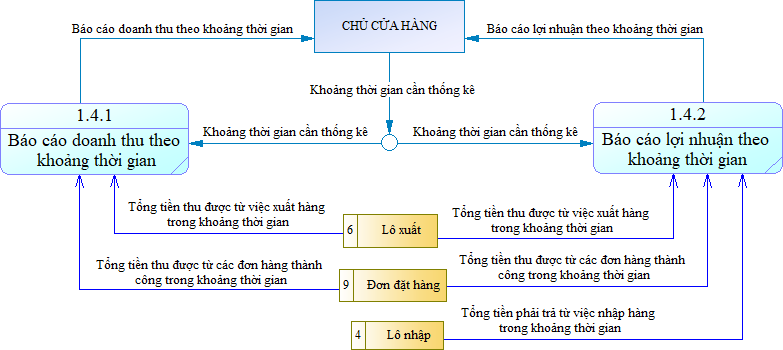 Báo cáo doanh thu theo khoảng thời gian
CHỦ CỬA HÀNG
Báo cáo lợi nhuận theo khoảng thời gian
Khoảng thời gian cần thống kê
1.4.1
Báo cáo doanh thu theo
khoảng thời gian
Khoảng thời gian cần thống kê
Khoảng thời gian cần thống kê
1.4.2
Báo cáo lợi nhuận theo
khoảng thời gian
Tổng tiền thu được từ việc xuất hàng
trong khoảng thời gian
6 Lô xuất
Tổng tiền thu được từ việc xuất hàng
trong khoảng thời gian
Tổng tiền thu được từ các đơn hàng thành
công trong khoảng thời gian
9 Đơn đặt hàng
Tổng tiền thu được từ các đơn hàng thành
công trong khoảng thời gian
4 Lô nhập
Tổng tiền phải trả từ việc nhập hàng
trong khoảng thời gian